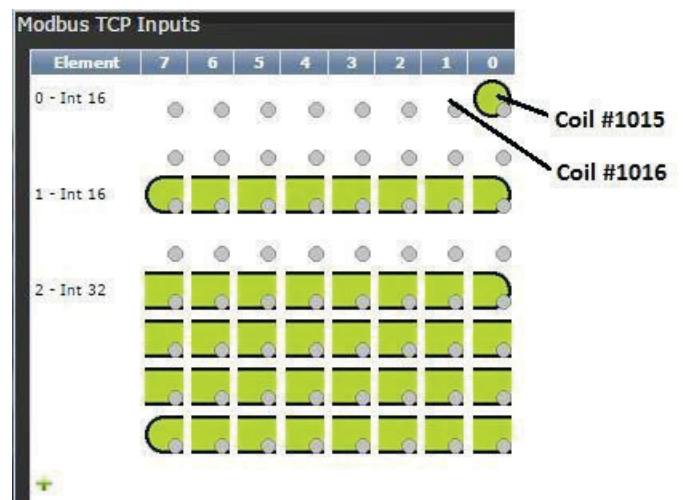 Modbus TCP Inputs
Element 7 6 5 4 3 2 1 0
0 - Int 16
Coil #1015
Coil #1016
1 - Int 16
2 - Int 32